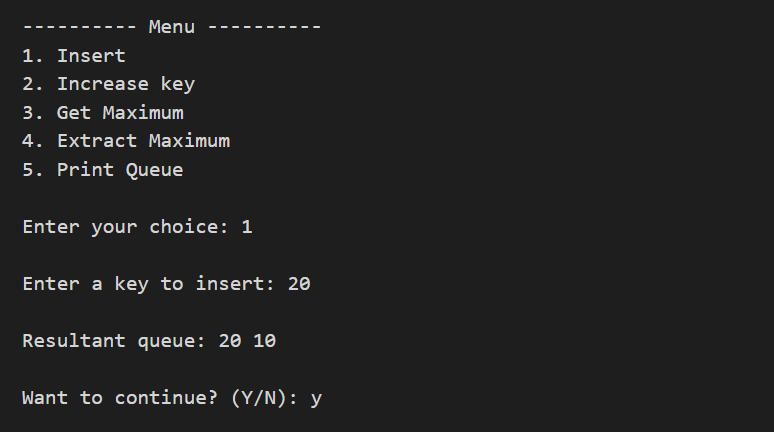 ---------- Menu ----------
1. Insert
2. Increase key
3. Get Maximum
4. Extract Maximum
5. Print Queue
Enter your choice: 1
Enter a key to insert: 20
Resultant queue: 20 10
Want to continue? (Y/N): y